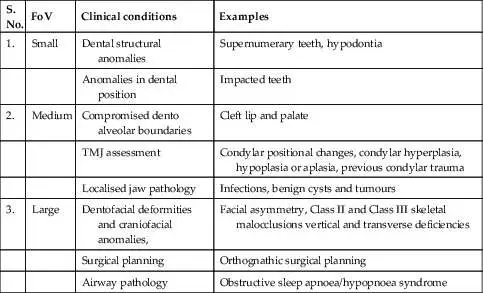 S. No. FoV Clinical conditions Examples
1. Small Dental structural anomalies Supernumerary teeth, hypodontia
Anomalies in dental position Impacted teeth
2. Medium Compromised dento alveolar boundaries Cleft lip and palate
TMJ assessment Condylar positional changes, condylar hyperplasia, hypoplasia or aplasia, previous condylar trauma
Localised jaw pathology Infections, benign cysts and tumours
3. Large Dentofacial deformities and craniofacial anomalies, Facial asymmetry, Class II and Class III skeletal malocclusions vertical and transverse deficiencies
Surgical planning Orthognathic surgical planning
Airway pathology Obstructive sleep apnoea/hypopnoea syndrome